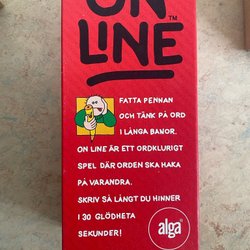 ON
LINE™
FATTA PENNAN
OCH TÄNK PÅ ORD
I LÅNGA BANOR.
ON LINE ÄR ETT ORDKLURIGT
SPEL DÄR ORDEN SKA HAKA
PÅ VARANDRA.
SKRIV SÅ LÅNGT DU HINNER
I 30 GLÖDHETA
SEKUNDER!
alga